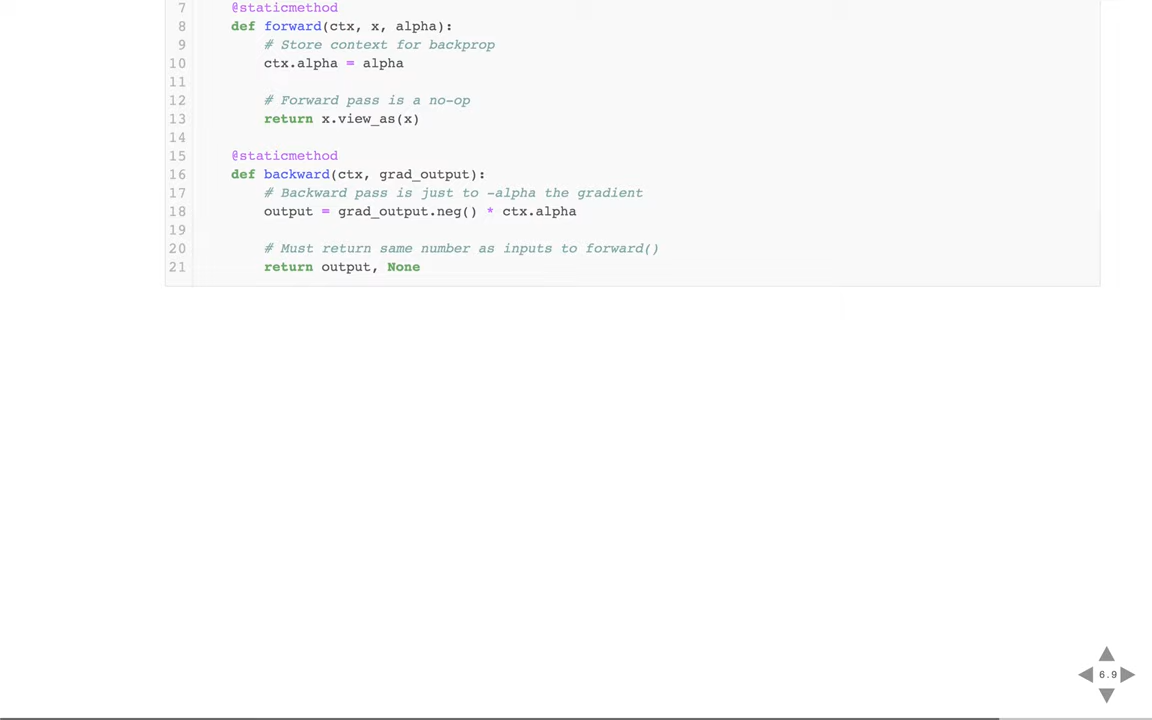 7 @staticmethod
8 def forward(ctx, x, alpha):
9 # Store context for backprop
10 ctx.alpha = alpha
11
12 # Forward pass is a no-op
13 return x.view_as(x)
14
15 @staticmethod
16 def backward(ctx, grad_output):
17 # Backward pass is just to -alpha the gradient
18 output = grad_output.neg() * ctx.alpha
19
20 # Must return same number as inputs to forward()
21 return output, None
6.9